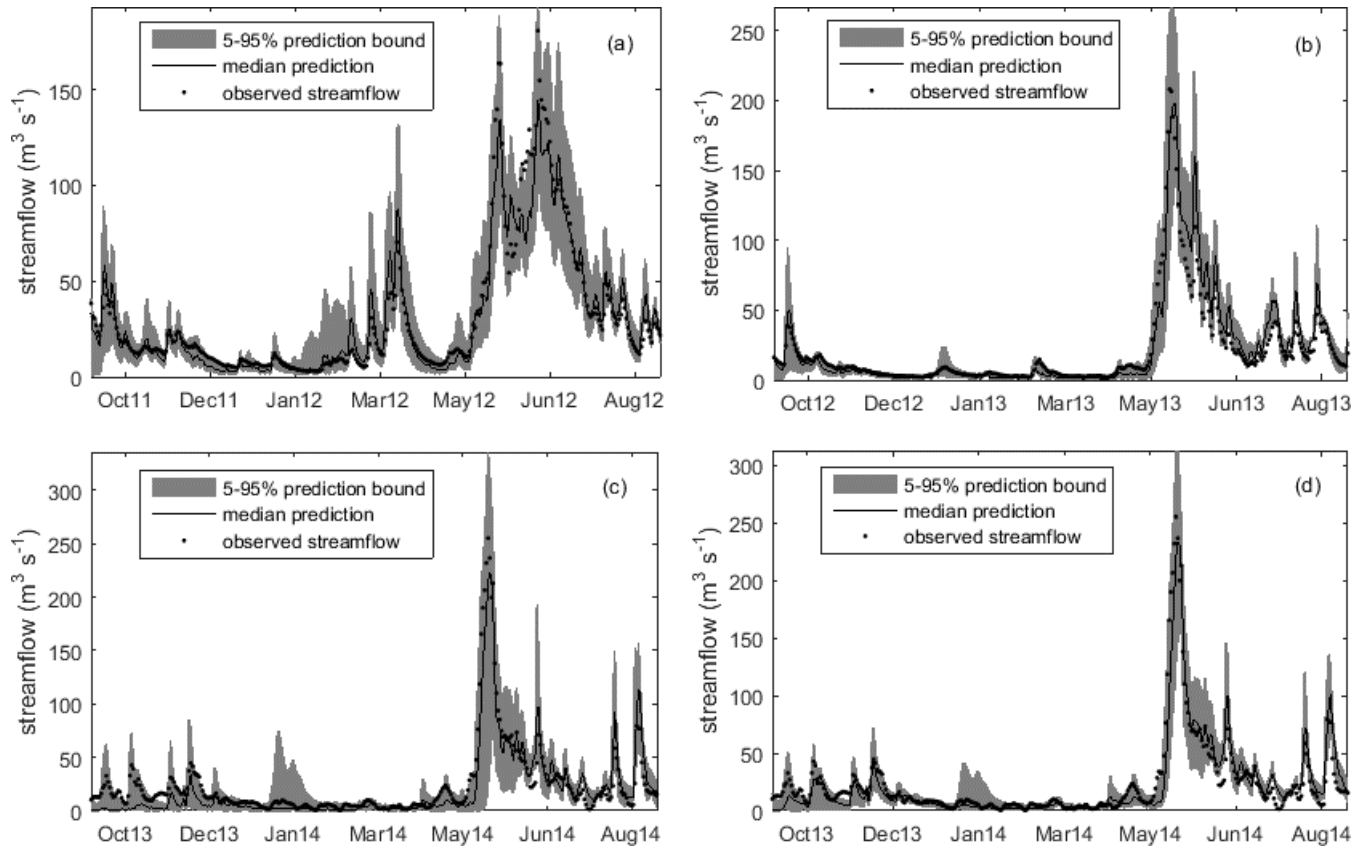 5-95% prediction bound
median prediction
observed streamflow
(a)
150
100
50
0
streamflow (m³ s⁻¹)
Oct11 Dec11 Jan12 Mar12 May12 Jun12 Aug12
5-95% prediction bound
median prediction
observed streamflow
(b)
250
200
150
100
50
0
streamflow (m³ s⁻¹)
Oct12 Dec12 Jan13 Mar13 May13 Jun13 Aug13
5-95% prediction bound
median prediction
observed streamflow
(c)
300
250
200
150
100
50
0
streamflow (m³ s⁻¹)
Oct13 Dec13 Jan14 Mar14 May14 Jun14 Aug14
5-95% prediction bound
median prediction
observed streamflow
(d)
300
250
200
150
100
50
0
streamflow (m³ s⁻¹)
Oct13 Dec13 Jan14 Mar14 May14 Jun14 Aug14